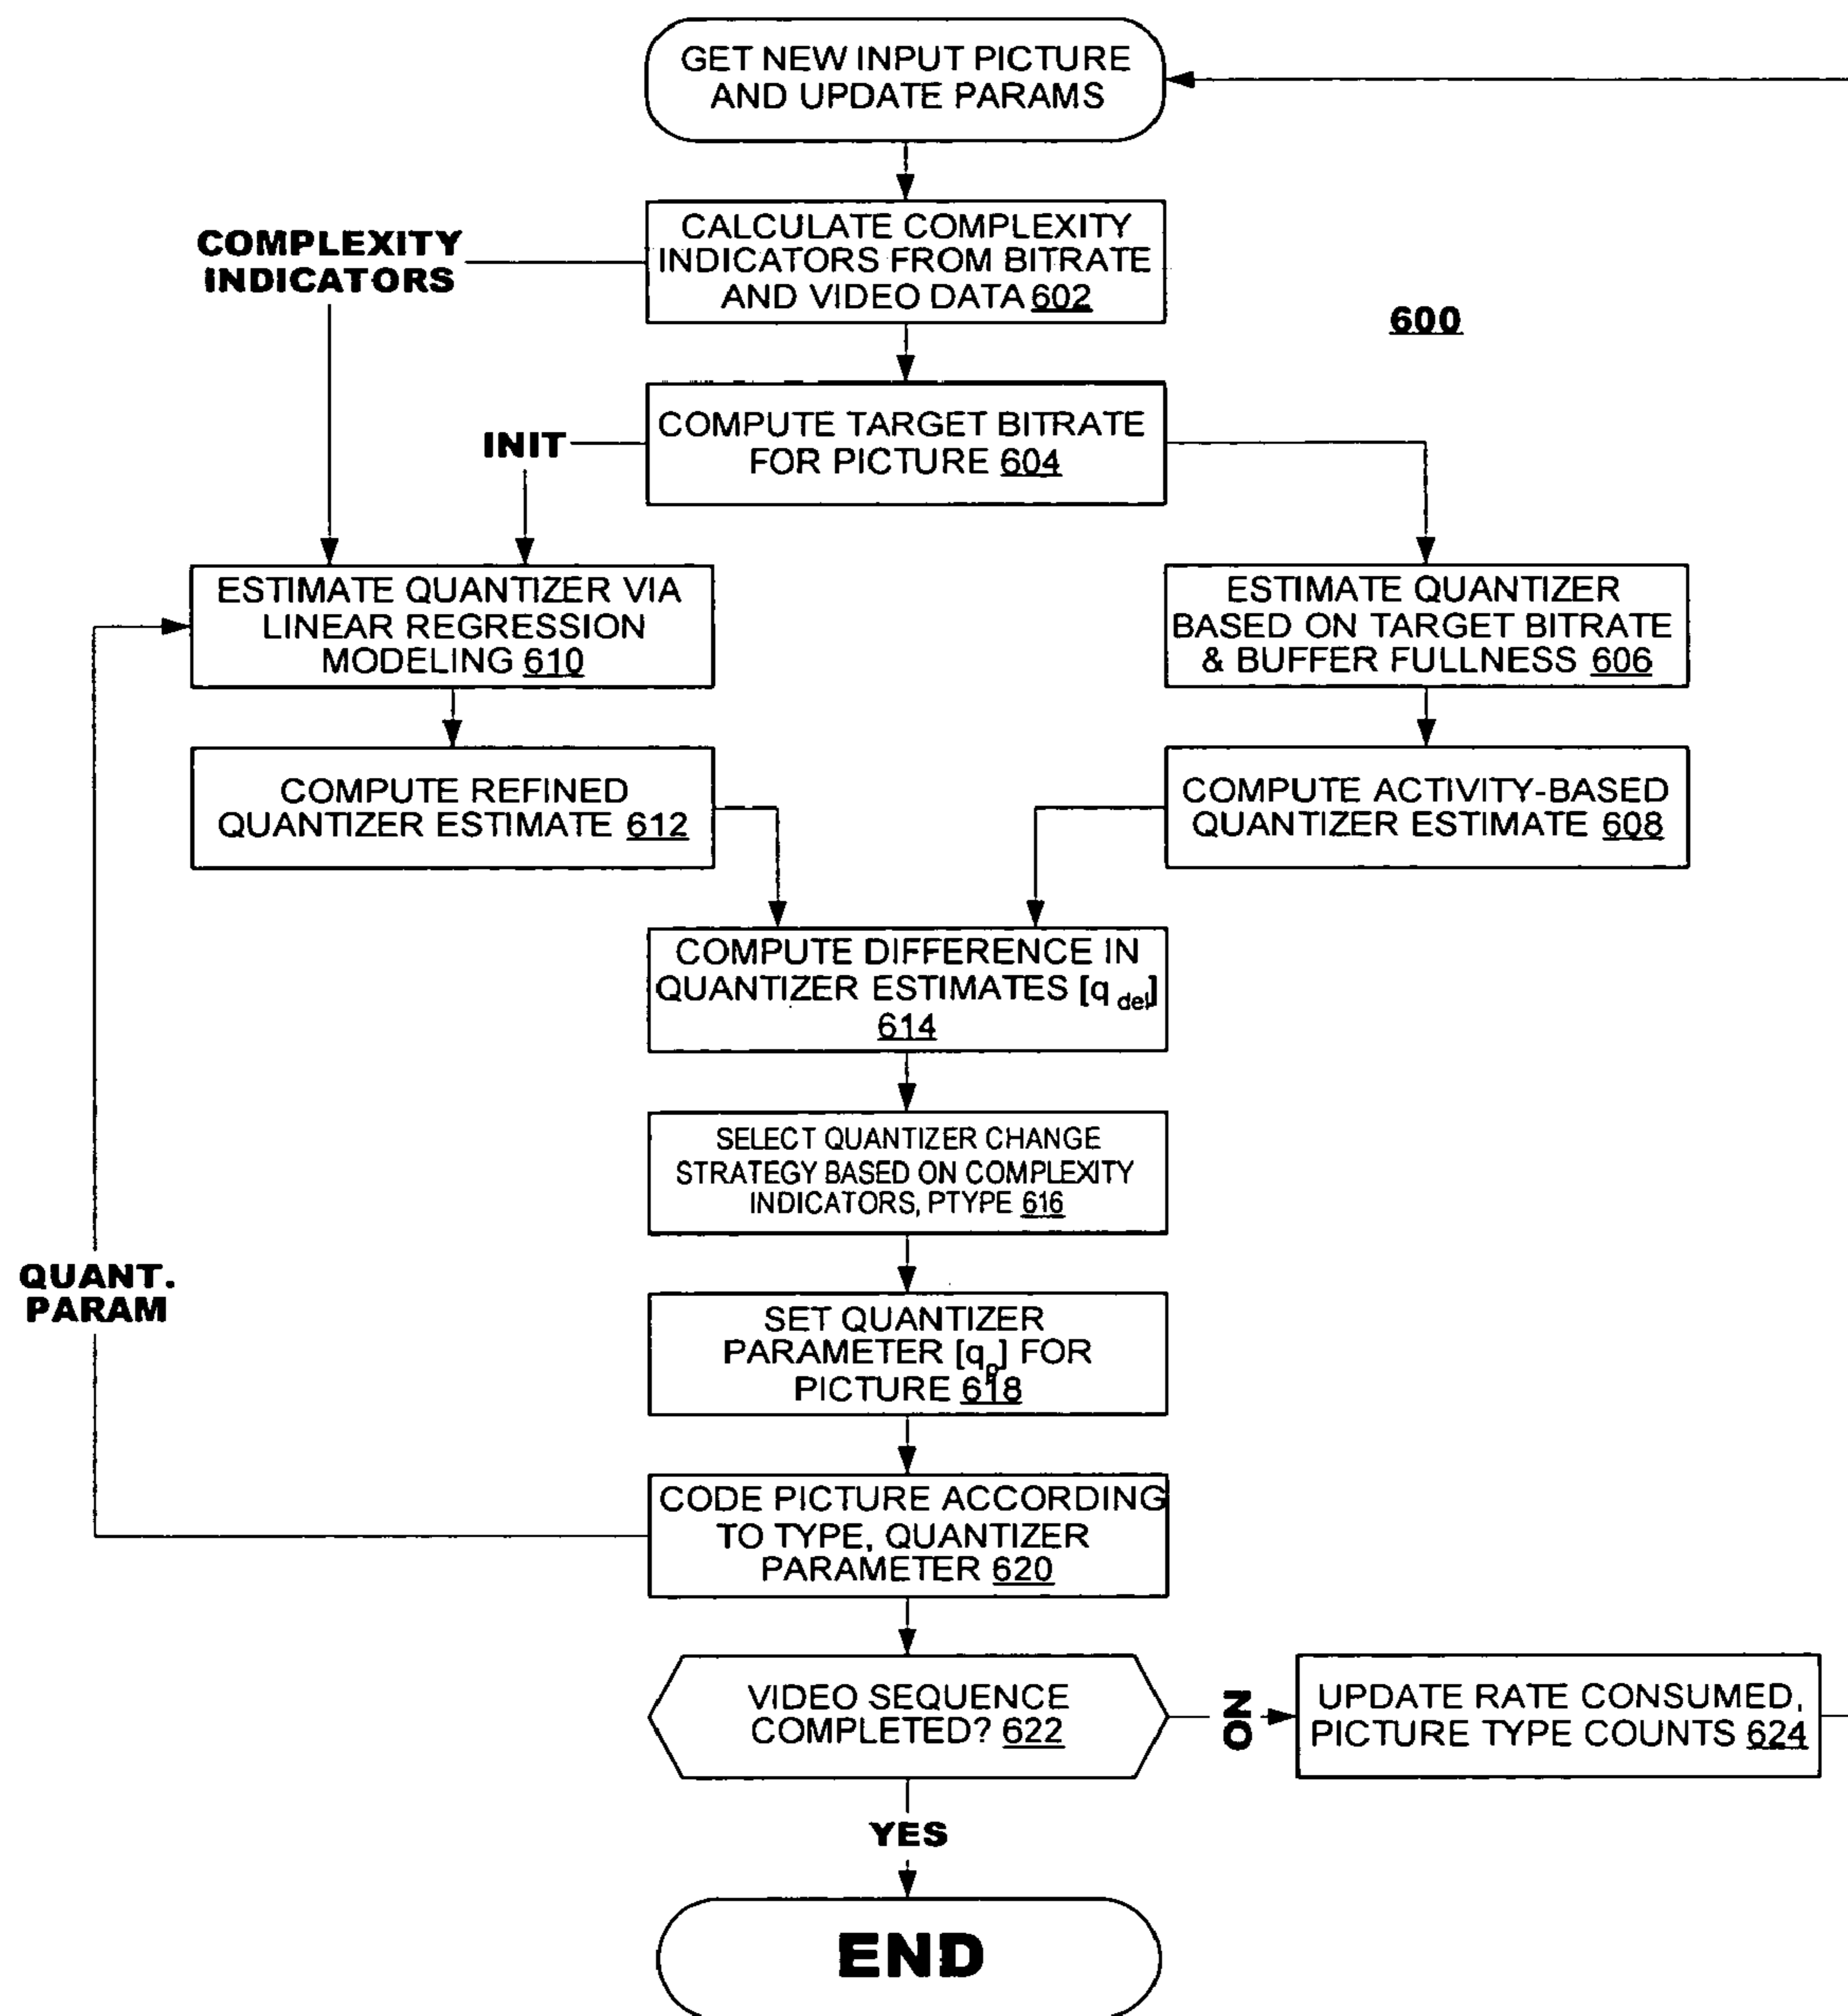 GET NEW INPUT PICTURE
AND UPDATE PARAMS
CALCULATE COMPLEXITY
INDICATORS FROM BITRATE
AND VIDEO DATA 602
COMPLEXITY
INDICATORS
600
COMPUTE TARGET BITRATE
FOR PICTURE 604
INIT
ESTIMATE QUANTIZER VIA
LINEAR REGRESSION
MODELING 610
ESTIMATE QUANTIZER
BASED ON TARGET BITRATE
& BUFFER FULLNESS 606
COMPUTE REFINED
QUANTIZER ESTIMATE 612
COMPUTE ACTIVITY-BASED
QUANTIZER ESTIMATE 608
COMPUTE DIFFERENCE IN
QUANTIZER ESTIMATES [q del]
614
SELECT QUANTIZER CHANGE
STRATEGY BASED ON COMPLEXITY
INDICATORS, PTYPE 616
QUANT.
PARAM
SET QUANTIZER
PARAMETER [qp] FOR
PICTURE 618
CODE PICTURE ACCORDING
TO TYPE, QUANTIZER
PARAMETER 620
VIDEO SEQUENCE
COMPLETED? 622
NO
UPDATE RATE CONSUMED,
PICTURE TYPE COUNTS 624
YES
END